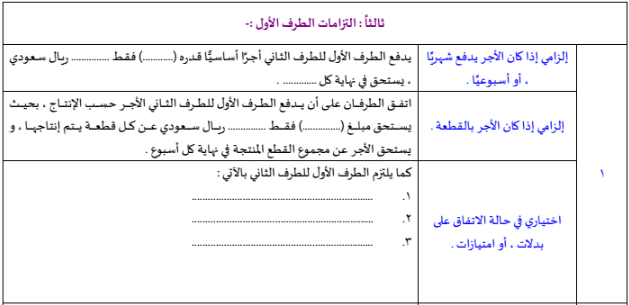 ثالثاً : التزامات الطرف الأول :-
١
إلزامي إذا كان الأجر يدفع شهريًا
، أو أسبوعيًا .
يدفع الطرف الأول للطرف الثاني أجرًا أساسيًا قدره (...........) فقط .............. ريال سعودي
، يستحق في نهاية كل ............ .
إلزامي إذا كان الأجر بالقطعة .
اتفق الطرفان على أن يدفع الطرف الأول للطرف الثاني الأجر حسب الإنتاج ، بحيث
يستحق مبلغ (..............) فقط .............. ريال سعودي عن كل قطعة يتم إنتاجها ، و
يستحق الأجر عن مجموع القطع المنتجة في نهاية كل أسبوع .
اختياري في حالة الاتفاق على
بدلات ، أو امتيازات .
كما يلتزم الطرف الأول للطرف الثاني بالآتي :
١. ....................................................................
٢. ....................................................................
٣. ....................................................................